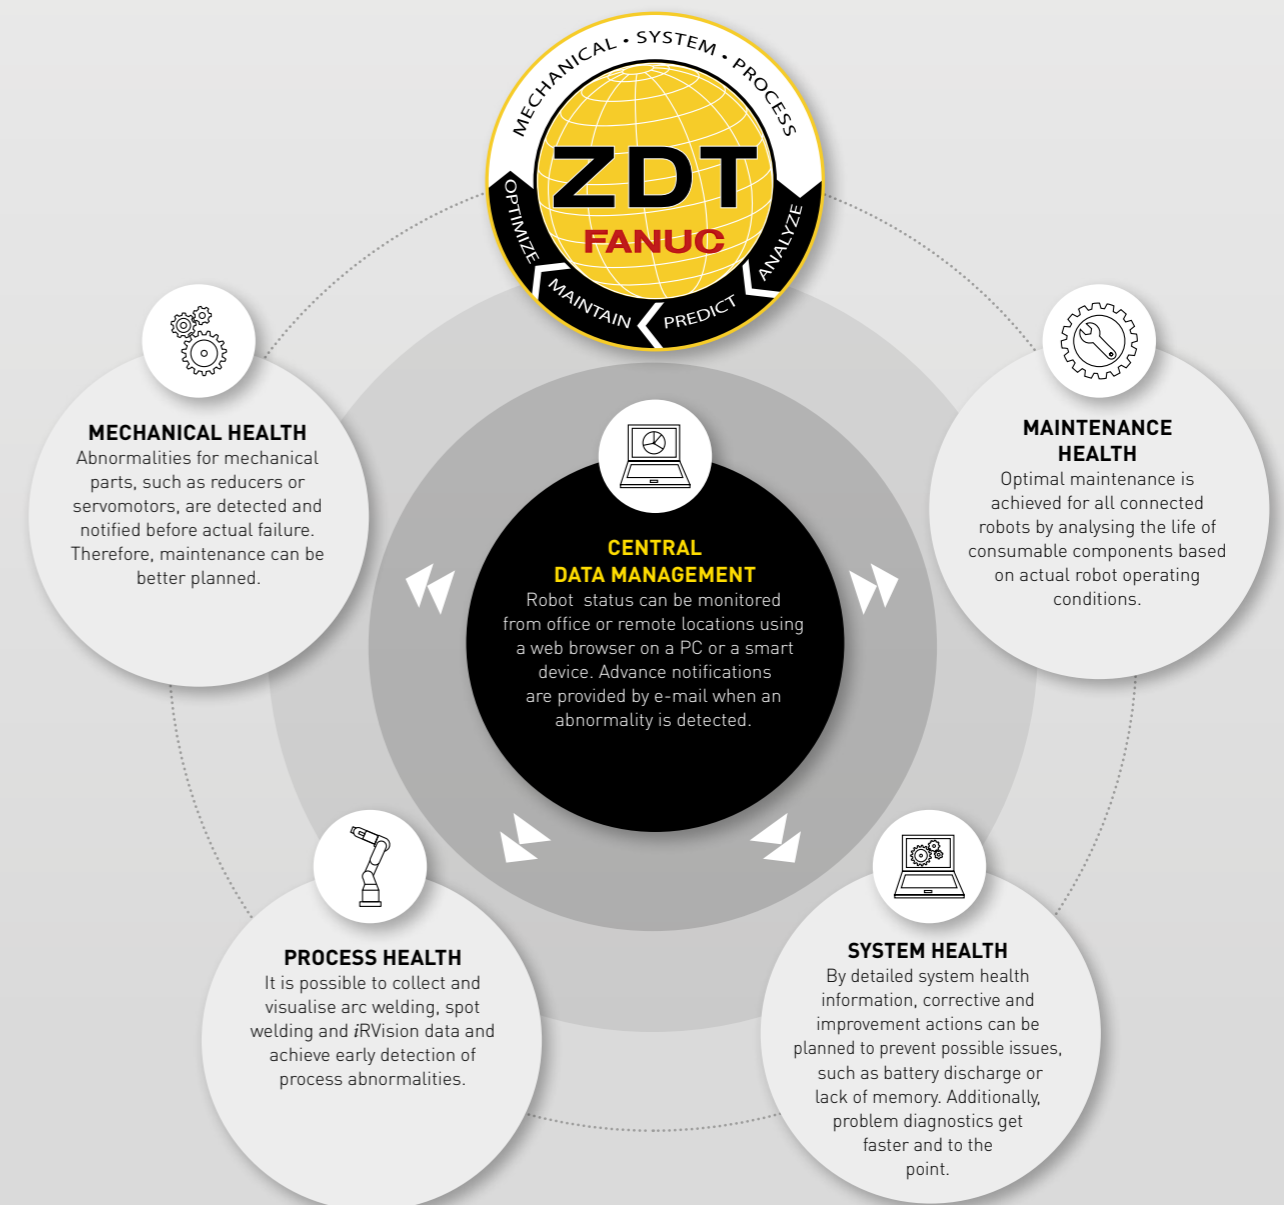 MECHANICAL • SYSTEM • PROCESS
ZDT
FANUC
ANALYZE
PREDICT
MAINTAIN
OPTIMIZE
MECHANICAL HEALTH
Abnormalities for mechanical
parts, such as reducers or
servomotors, are detected and
notified before actual failure.
Therefore, maintenance can be
better planned.
MAINTENANCE
HEALTH
Optimal maintenance is
achieved for all connected
robots by analysing the life of
consumable components based
on actual robot operating
conditions.
CENTRAL
DATA MANAGEMENT
Robot status can be monitored
from office or remote locations using
a web browser on a PC or a smart
device. Advance notifications
are provided by e-mail when an
abnormality is detected.
PROCESS HEALTH
It is possible to collect and
visualise arc welding, spot
welding and iRVision data and
achieve early detection of
process abnormalities.
SYSTEM HEALTH
By detailed system health
information, corrective and
improvement actions can be
planned to prevent possible issues,
such as battery discharge or
lack of memory. Additionally,
problem diagnostics get
faster and to the
point.